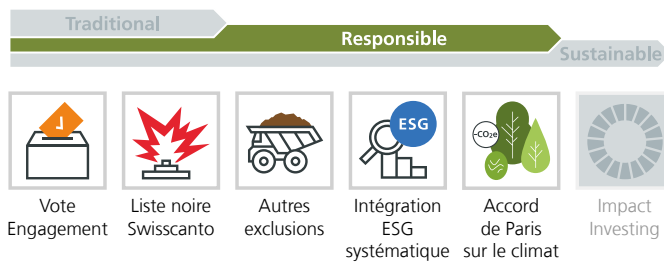 Traditional
Responsible
Sustainable
ESG
-CO₂e
Vote
Engagement
Liste noire
Swisscanto
Autres
exclusions
Intégration
ESG
systématique
Accord
de Paris
sur le climat
Impact
Investing